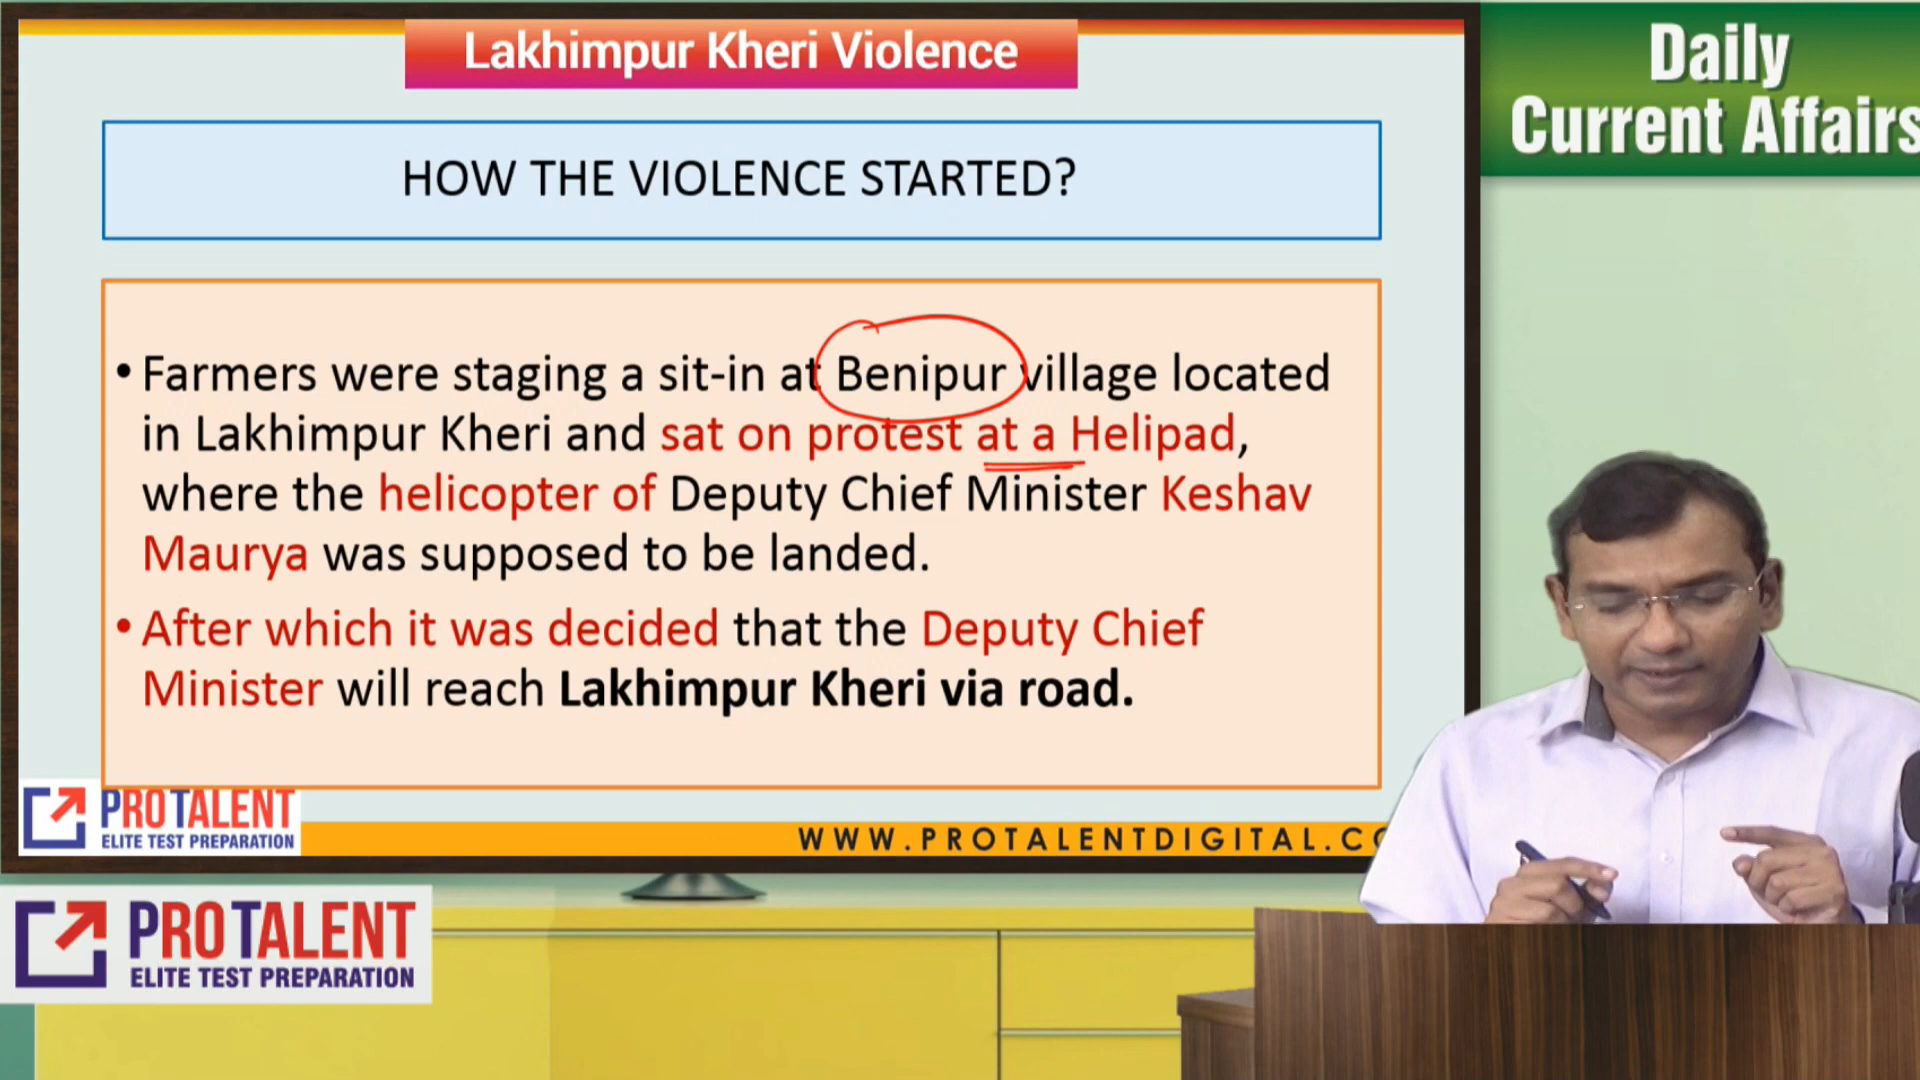 Lakhimpur Kheri Violence
Daily
Current Affairs
HOW THE VIOLENCE STARTED?
• Farmers were staging a sit-in at Benipur village located
in Lakhimpur Kheri and sat on protest at a Helipad,
where the helicopter of Deputy Chief Minister Keshav
Maurya was supposed to be landed.
• After which it was decided that the Deputy Chief
Minister will reach Lakhimpur Kheri via road.
PROTALENT
ELITE TEST PREPARATION
WWW.PROTALENTDIGITAL.CO
PROTALENT
ELITE TEST PREPARATION